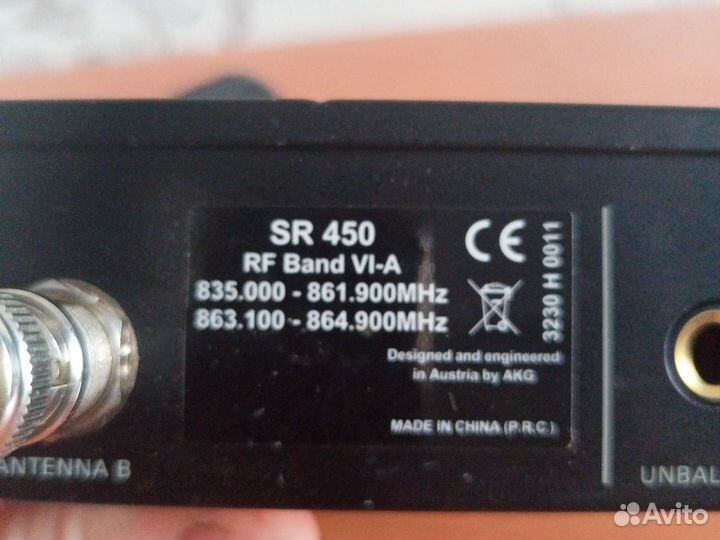 SR 450
RF Band VI-A
835.000 - 861.900MHz
863.100 - 864.900MHz
CE
3230 H 0011
Designed and engineered
in Austria by AKG
MADE IN CHINA (P.R.C.)
ANTENNA B
UNBAL
Avito